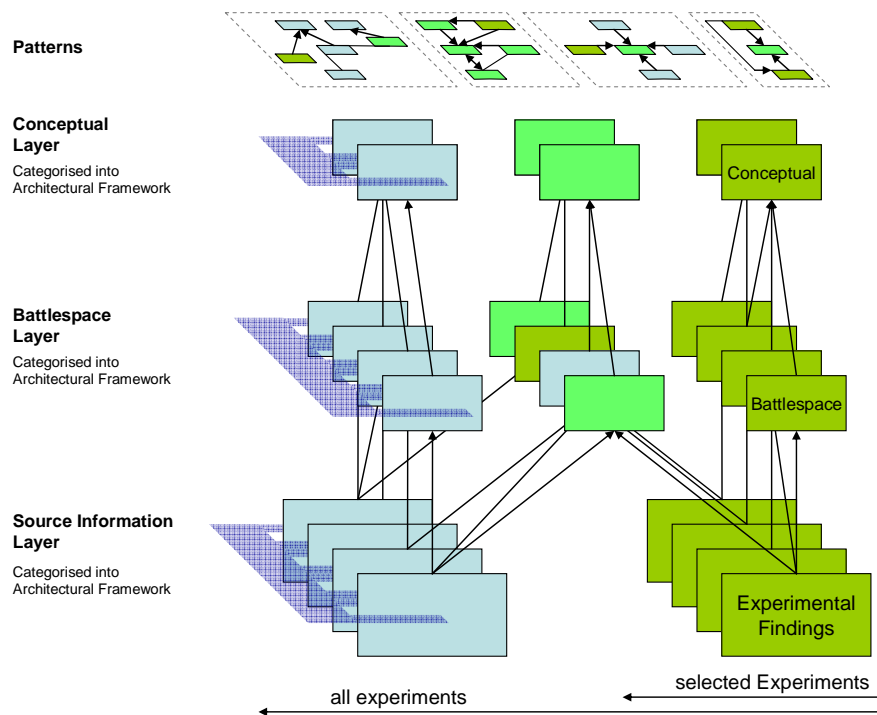 Patterns
Conceptual
Layer
Categorised into
Architectural Framework
Conceptual
Battlespace
Layer
Categorised into
Architectural Framework
Battlespace
Source Information
Layer
Categorised into
Architectural Framework
Experimental
Findings
selected Experiments
all experiments